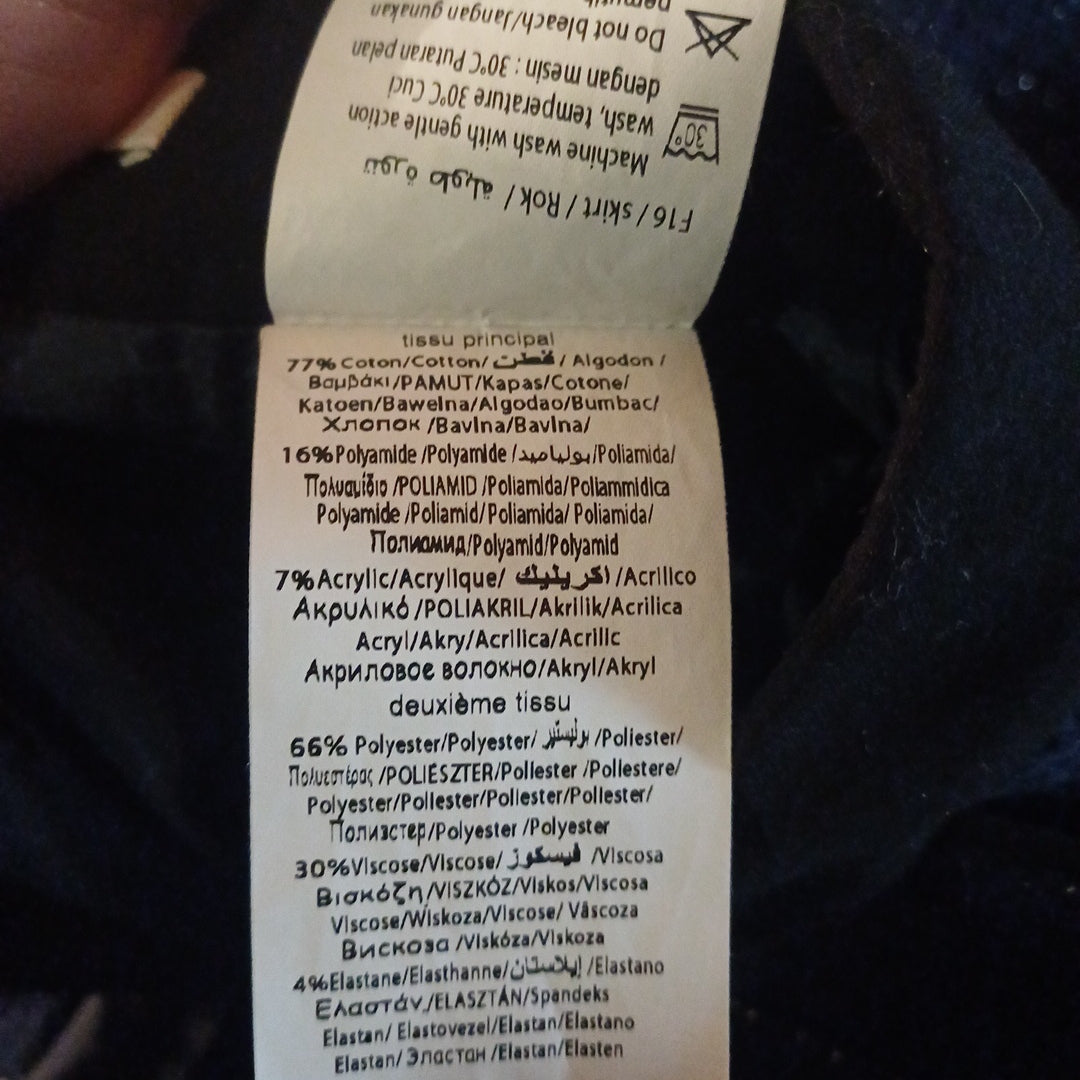 F16 / skirt / Rok / تنورة طويلة
Machine wash with gentle action
wash, temperature 30°C Cuci
dengan mesin : 30°C Putaran pelan
30°
Do not bleach/Jangan gunakan
tissu principal
77% Coton/Cotton/ قطن / Algodon /
Βαμβάκι/PAMUT/Kapas/Cotone/
Katoen/Bawełna/Algodao/Bumbac/
Хлопок /Bavlna/Bavlna/
16%Polyamide /Polyamide /بولياميد/Poliamida/
Πολυαμίδιο /POLIAMID /Poliamida/Poliammidica
Polyamide /Poliamid/Poliamida/ Poliamida/
Полиамид/Polyamid/Polyamid
7%Acrylic/Acrylique/ اكريليك /Acrilico
Ακρυλικό /POLIAKRIL/Akrilik/Acrilica
Acryl/Akry/Acrilica/Acrilic
Акриловое волокно/Akryl/Akryl
deuxième tissu
66% Polyester/Polyester/ بوليستير /Poliester/
Πολυεστέρας /POLIÉSZTER/Poliester /Poliestere/
Polyester/Poliester/Poliester/Poliester/
Полиэстер/Polyester /Polyester
30%Viscose/Viscose/ فيسكوز /Viscosa
Βισκόζη/VISZKÓZ/Viskos/Viscosa
Viscose/Wiskoza/Viscose/ Vâscoza
Вискоза /Viskóza/Viskoza
4%Elastane/Elasthanne/إيلاستان /Elastano
Ελαστάν/ELASZTÁN/Spandeks
Elastan/ Elastovezel/Elastan/Elastano
Elastan/ Эластан /Elastan/Elasten